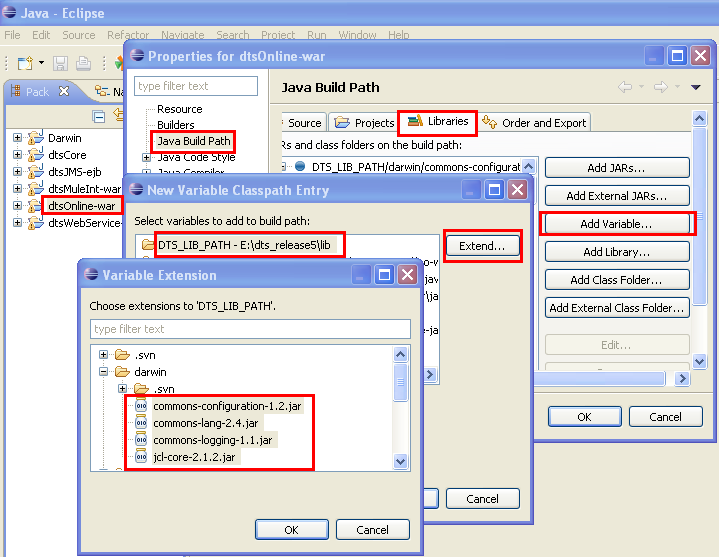 Java - Eclipse
File Edit Source Refactor Navigate Search Project Run Window Help
Properties for dtsOnline-war
type filter text
Resource
Builders
Java Build Path
Java Code Style
Java Compiler
Java Build Path
Source
Projects
Libraries
Order and Export
Rs and class folders on the build path:
DTS_LIB_PATH/darwin/commons-configurat
Add JARs...
Add External JARs...
Add Variable...
Add Library...
Add Class Folder...
Add External Class Folder...
Edit...
OK
Cancel
Pack
Na
Darwin
dtsCore
dtsJMS-ejb
dtsMuleInt-war
dtsOnline-war
dtsWebService-
New Variable Classpath Entry
Select variables to add to build path:
DTS_LIB_PATH - E:\dts_release5\lib
Extend...
Cancel
Variable Extension
Choose extensions to 'DTS_LIB_PATH'.
type filter text
.svn
darwin
.svn
commons-configuration-1.2.jar
commons-lang-2.4.jar
commons-logging-1.1.jar
jcl-core-2.1.2.jar
OK
Cancel